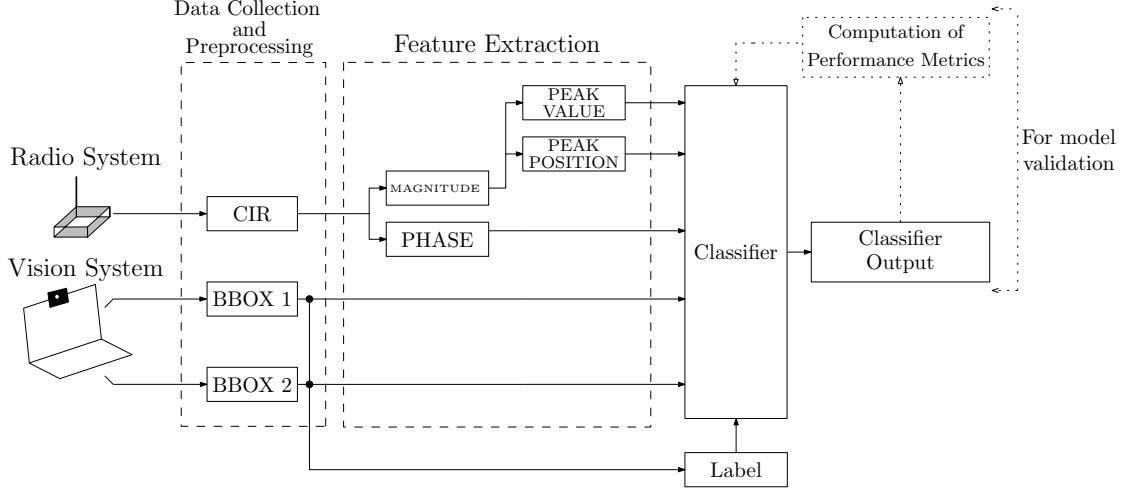 Data Collection
and
Preprocessing
Feature Extraction
Computation of
Performance Metrics
PEAK
VALUE
PEAK
POSITION
For model
validation
Radio System
MAGNITUDE
CIR
PHASE
Classifier
Classifier
Output
Vision System
BBOX 1
BBOX 2
Label